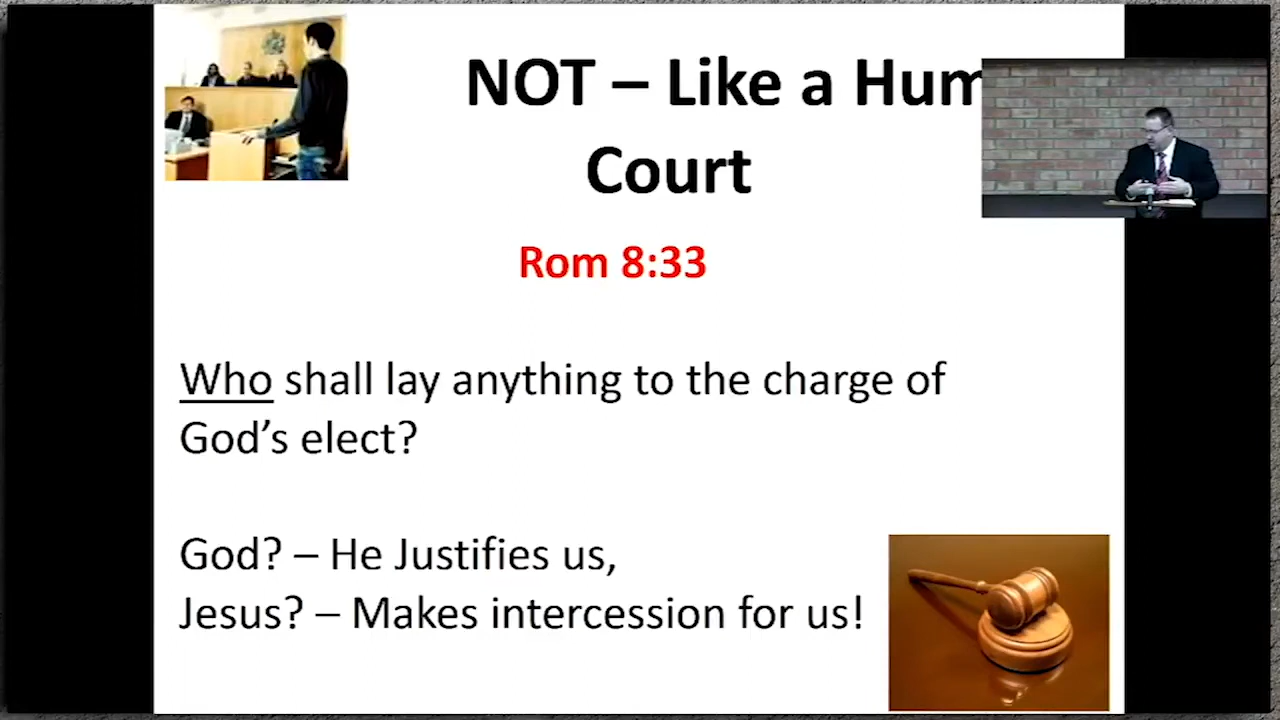 NOT – Like a Hum
Court
Rom 8:33
Who shall lay anything to the charge of
God’s elect?
God? – He Justifies us,
Jesus? – Makes intercession for us!